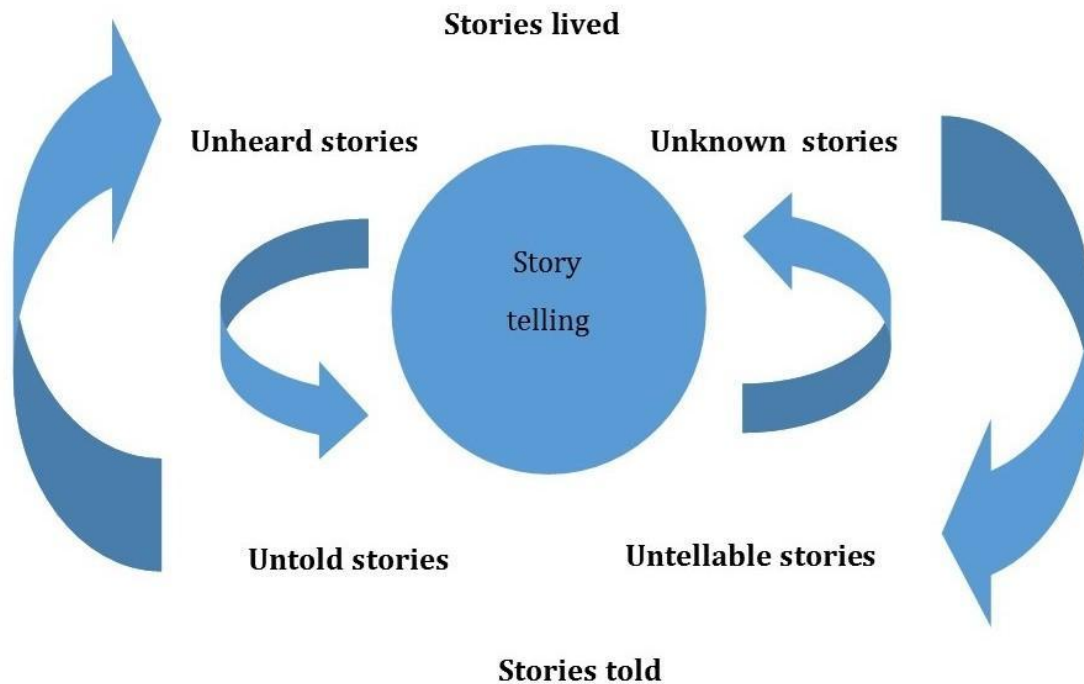 Stories lived
Unheard stories
Unknown  stories
Story
telling
Untold stories
Untellable stories
Stories told